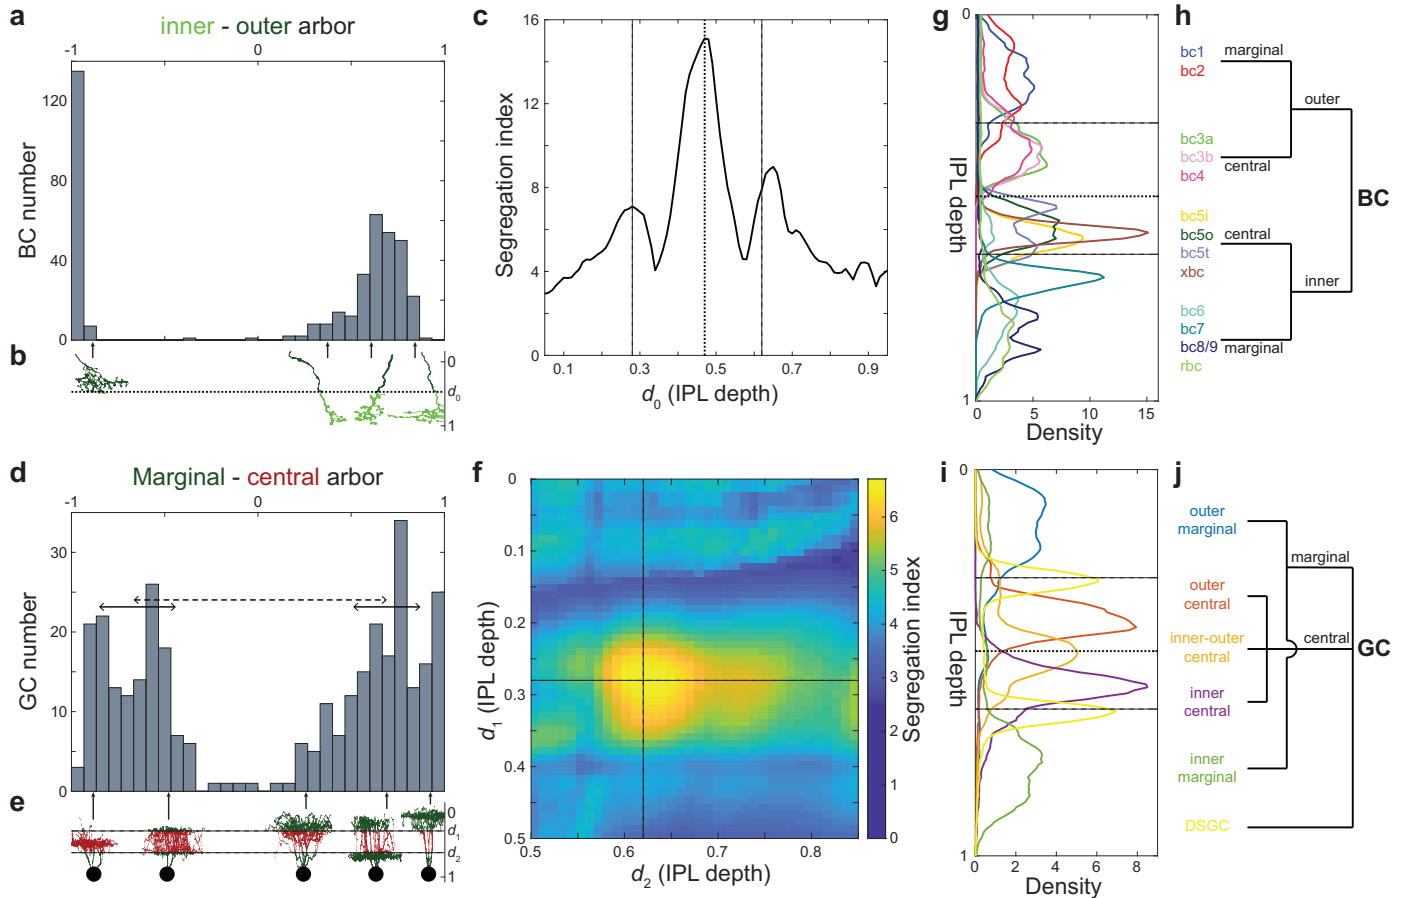 a
inner - outer arbor
-1 0 1
120
80
40
0
BC number
b
0
d0
1
c
16
14
12
10
8
6
4
2
0
Segregation index
0.1 0.3 0.5 0.7 0.9
d0 (IPL depth)
g
0
IPL depth
1
0 5 10 15
Density
h
bc1
bc2
marginal
outer
bc3a
bc3b
bc4
central
BC
bc5i
bc5o
bc5t
xbc
central
inner
bc6
bc7
bc8/9
rbc
marginal
d
Marginal - central arbor
-1 0 1
30
20
10
0
GC number
e
0
d1
d2
1
f
0
0.1
0.2
0.3
0.4
0.5
d1 (IPL depth)
0.5 0.6 0.7 0.8
d2 (IPL depth)
6
5
4
3
2
1
0
Segregation index
i
0
IPL depth
1
0 2 4 6 8
Density
j
outer
marginal
marginal
outer
central
inner-outer
central
central
GC
inner
central
inner
marginal
DSGC